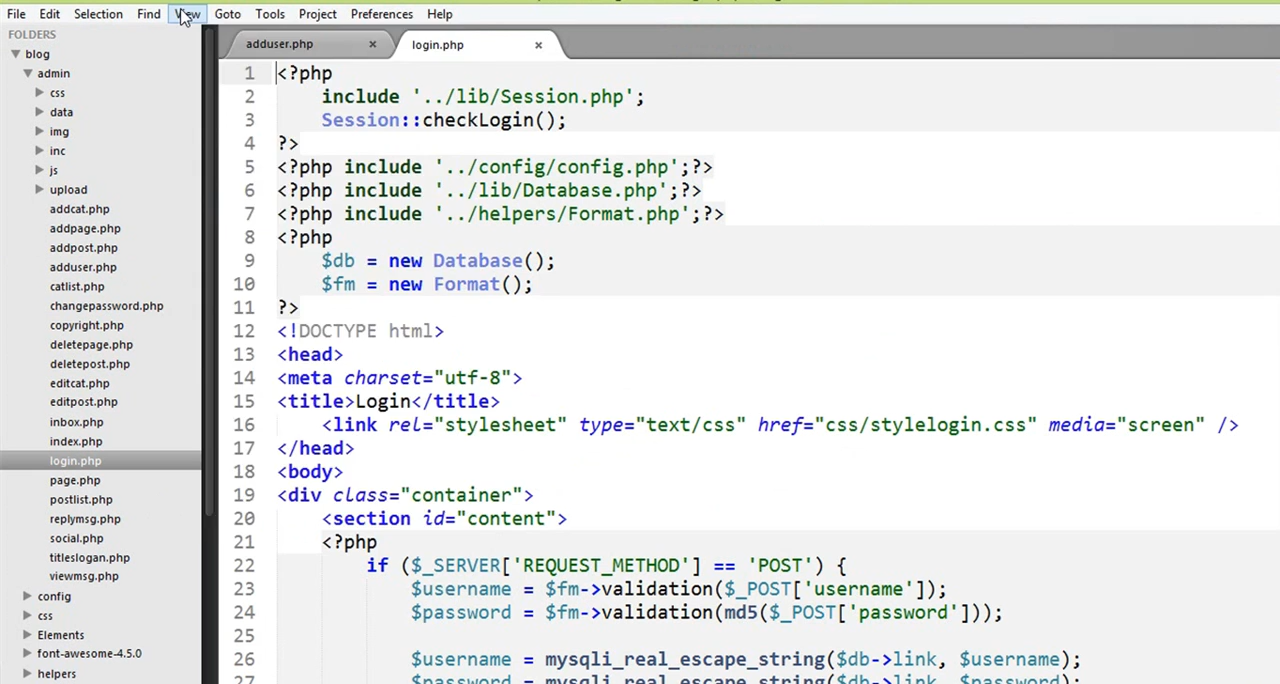 File Edit Selection Find View Goto Tools Project Preferences Help
FOLDERS
blog
admin
css
data
img
inc
js
upload
addcat.php
addpage.php
addpost.php
adduser.php
catlist.php
changepassword.php
copyright.php
deletepage.php
deletepost.php
editcat.php
editpost.php
inbox.php
index.php
login.php
page.php
postlist.php
replymsg.php
social.php
titleslogan.php
viewmsg.php
config
css
Elements
font-awesome-4.5.0
helpers
adduser.php × login.php ×
1 <?php
2 include '../lib/Session.php';
3 Session::checkLogin();
4 ?>
5 <?php include '../config/config.php';?>
6 <?php include '../lib/Database.php';?>
7 <?php include '../helpers/Format.php';?>
8 <?php
9 $db = new Database();
10 $fm = new Format();
11 ?>
12 <!DOCTYPE html>
13 <head>
14 <meta charset="utf-8">
15 <title>Login</title>
16 <link rel="stylesheet" type="text/css" href="css/stylelogin.css" media="screen" />
17 </head>
18 <body>
19 <div class="container">
20 <section id="content">
21 <?php
22 if ($_SERVER['REQUEST_METHOD'] == 'POST') {
23 $username = $fm->validation($_POST['username']);
24 $password = $fm->validation(md5($_POST['password']));
25
26 $username = mysqli_real_escape_string($db->link, $username);
27 $password = mysqli_real_escape_string($db->link, $password);